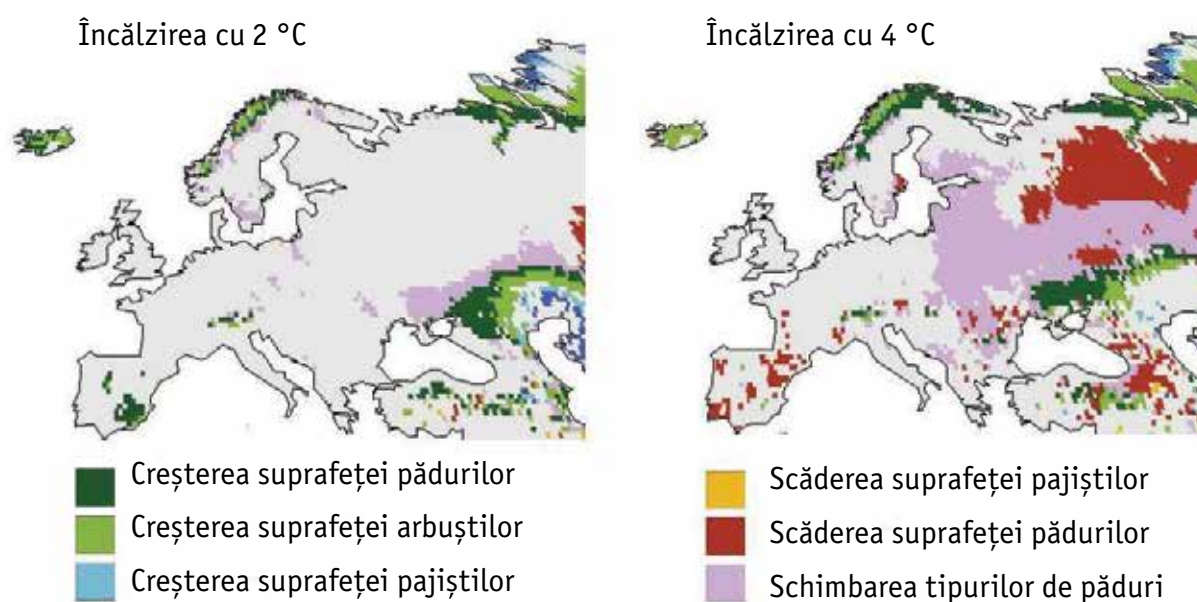 Încălzirea cu 2 °C
Încălzirea cu 4 °C
Creșterea suprafeței pădurilor
Creșterea suprafeței arbuștilor
Creșterea suprafeței pajiștilor
Scăderea suprafeței pajiștilor
Scăderea suprafeței pădurilor
Schimbarea tipurilor de păduri